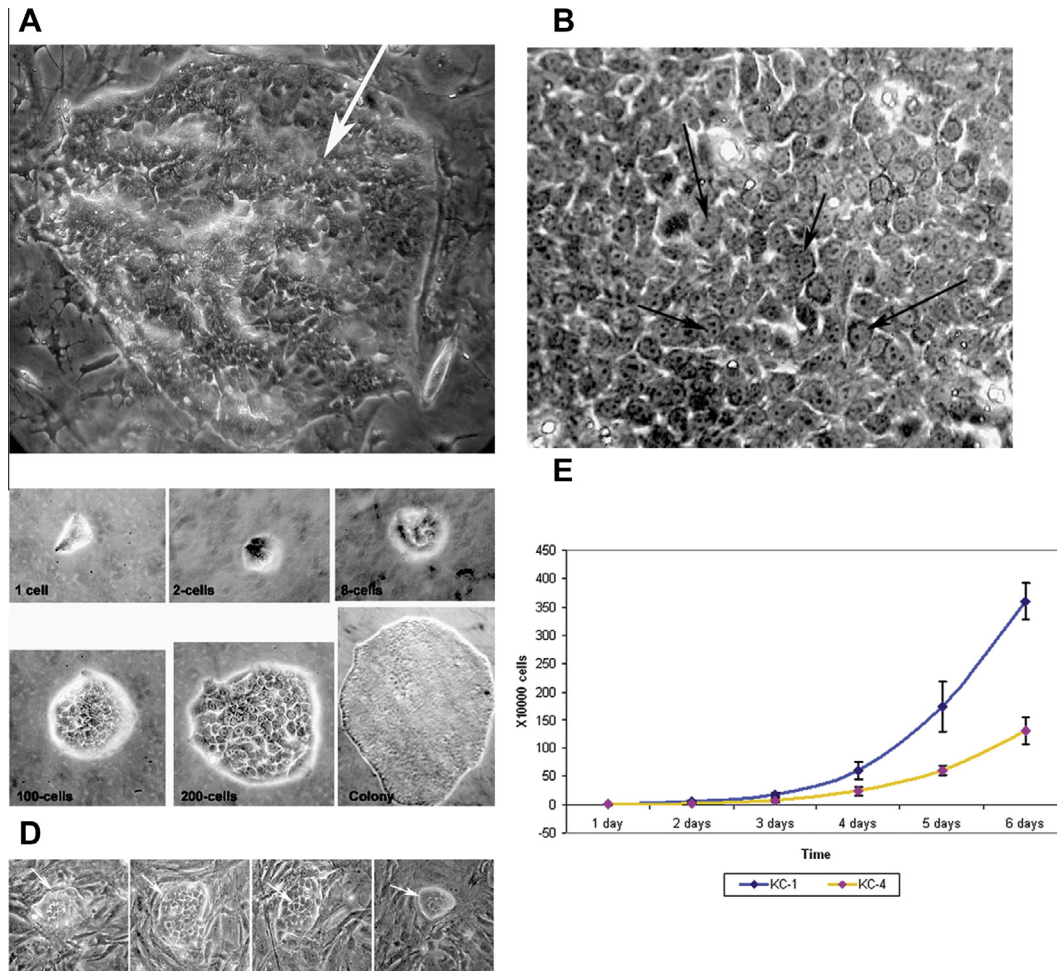 A
B
1 cell
2-cells
8-cells
100-cells
200-cells
Colony
D
E
450
400
350
300
250
200
150
100
50
0
-50
X10000 cells
1 day
2 days
3 days
4 days
5 days
6 days
Time
KC-1
KC-4